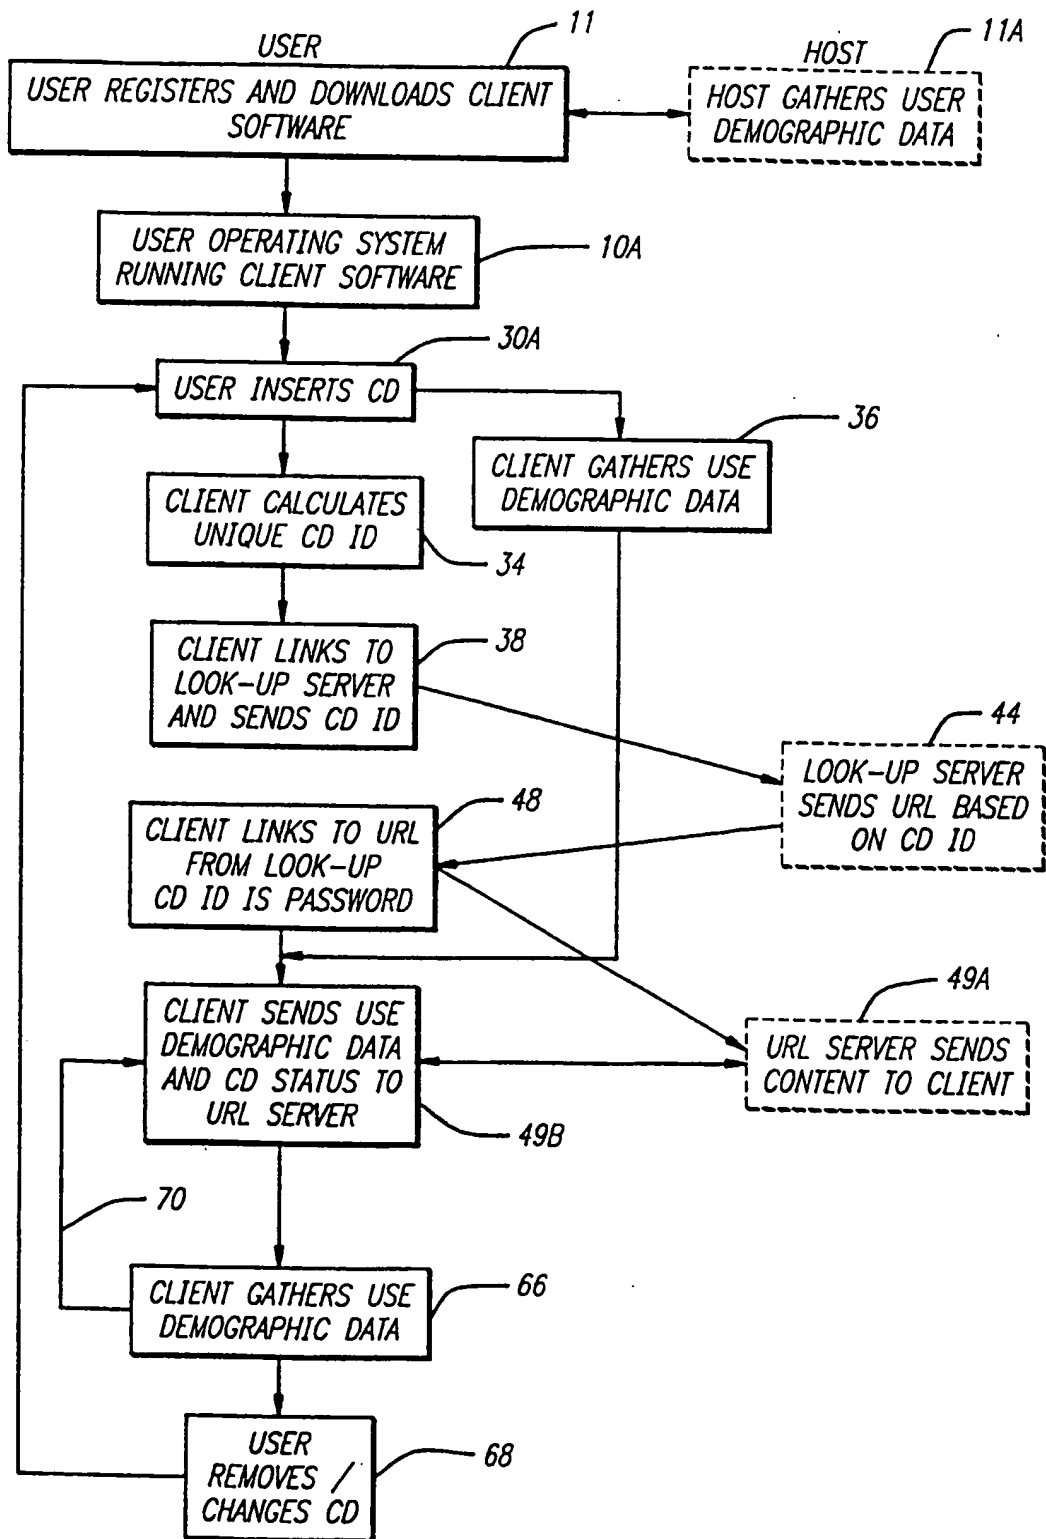 11
USER
USER REGISTERS AND DOWNLOADS CLIENT
SOFTWARE
11A
HOST
HOST GATHERS USER
DEMOGRAPHIC DATA
USER OPERATING SYSTEM
RUNNING CLIENT SOFTWARE
10A
30A
USER INSERTS CD
36
CLIENT GATHERS USE
DEMOGRAPHIC DATA
CLIENT CALCULATES
UNIQUE CD ID
34
CLIENT LINKS TO
LOOK-UP SERVER
AND SENDS CD ID
38
44
LOOK-UP SERVER
SENDS URL BASED
ON CD ID
48
CLIENT LINKS TO URL
FROM LOOK-UP
CD ID IS PASSWORD
49A
URL SERVER SENDS
CONTENT TO CLIENT
CLIENT SENDS USE
DEMOGRAPHIC DATA
AND CD STATUS TO
URL SERVER
49B
70
CLIENT GATHERS USE
DEMOGRAPHIC DATA
66
USER
REMOVES /
CHANGES CD
68